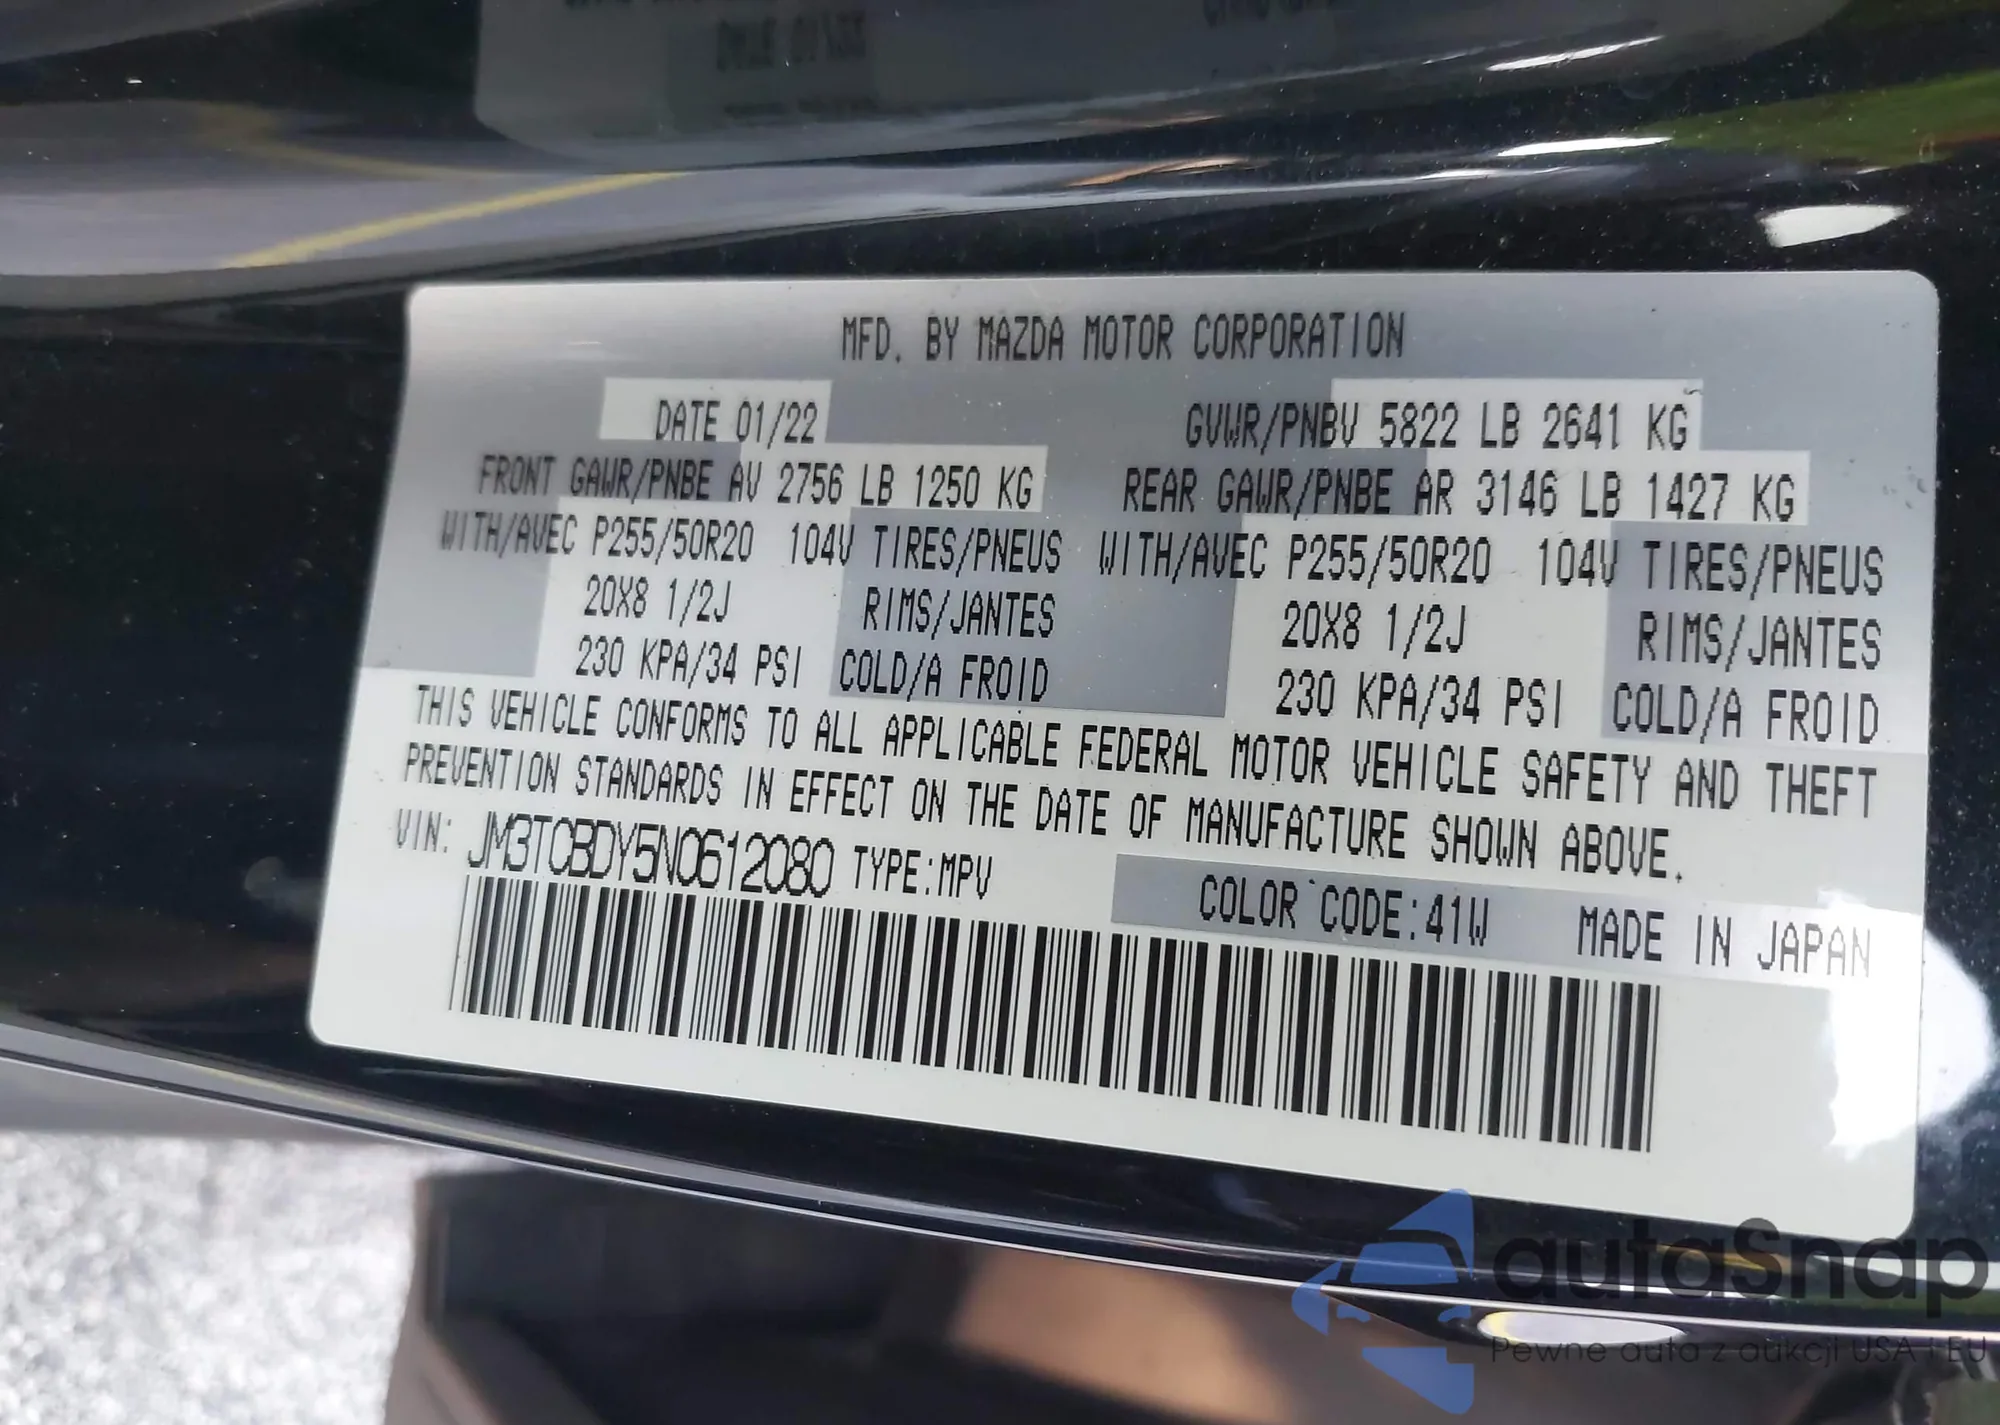 MFD. BY MAZDA MOTOR CORPORATION
DATE 01/22 GVWR/PNBV 5822 LB 2641 KG
FRONT GAWR/PNBE AV 2756 LB 1250 KG REAR GAWR/PNBE AR 3146 LB 1427 KG
WITH/AVEC P255/50R20 104V TIRES/PNEUS WITH/AVEC P255/50R20 104V TIRES/PNEUS
20X8 1/2J RIMS/JANTES 20X8 1/2J RIMS/JANTES
230 KPA/34 PSI COLD/A FROID 230 KPA/34 PSI COLD/A FROID
THIS VEHICLE CONFORMS TO ALL APPLICABLE FEDERAL MOTOR VEHICLE SAFETY AND THEFT
PREVENTION STANDARDS IN EFFECT ON THE DATE OF MANUFACTURE SHOWN ABOVE.
VIN: JM3TCBDY5N0612080 TYPE:MPV
COLOR CODE:41W MADE IN JAPAN
autaSnap
Pewne auta z aukcji USA i EU